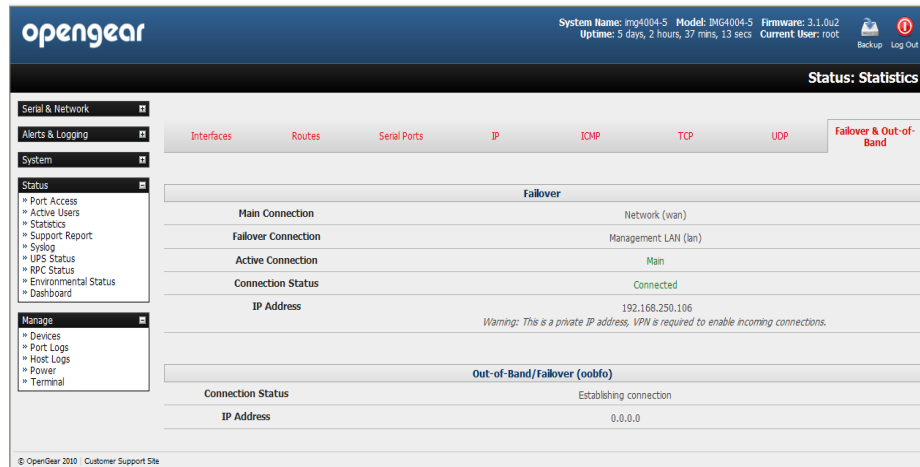 opengear
System Name: img4004-5 Model: IMG4004-5 Firmware: 3.1.0u2
Uptime: 5 days, 2 hours, 37 mins, 13 secs Current User: root
Backup Log Out
Status: Statistics
Serial & Network
Alerts & Logging
System
Status
» Port Access
» Active Users
» Statistics
» Support Report
» Syslog
» UPS Status
» RPC Status
» Environmental Status
» Dashboard
Manage
» Devices
» Port Logs
» Host Logs
» Power
» Terminal
Interfaces Routes Serial Ports IP ICMP TCP UDP Failover & Out-of-
Band
Failover
Main Connection Network (wan)
Failover Connection Management LAN (lan)
Active Connection Main
Connection Status Connected
IP Address 192.168.250.106
Warning: This is a private IP address, VPN is required to enable incoming connections.
Out-of-Band/Failover (oobfo)
Connection Status Establishing connection
IP Address 0.0.0.0
© OpenGear 2010 | Customer Support Site